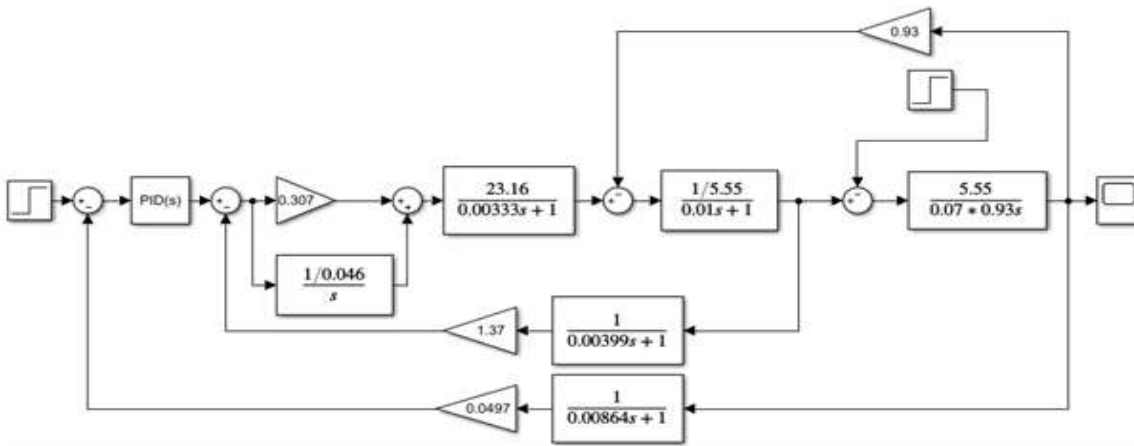 0.93
PID(s)
0.307
23.16
0.00333s + 1
1/5.55
0.01s + 1
5.55
0.07 * 0.93s
1/0.046
s
1.37
1
0.00399s + 1
0.0497
1
0.00864s + 1